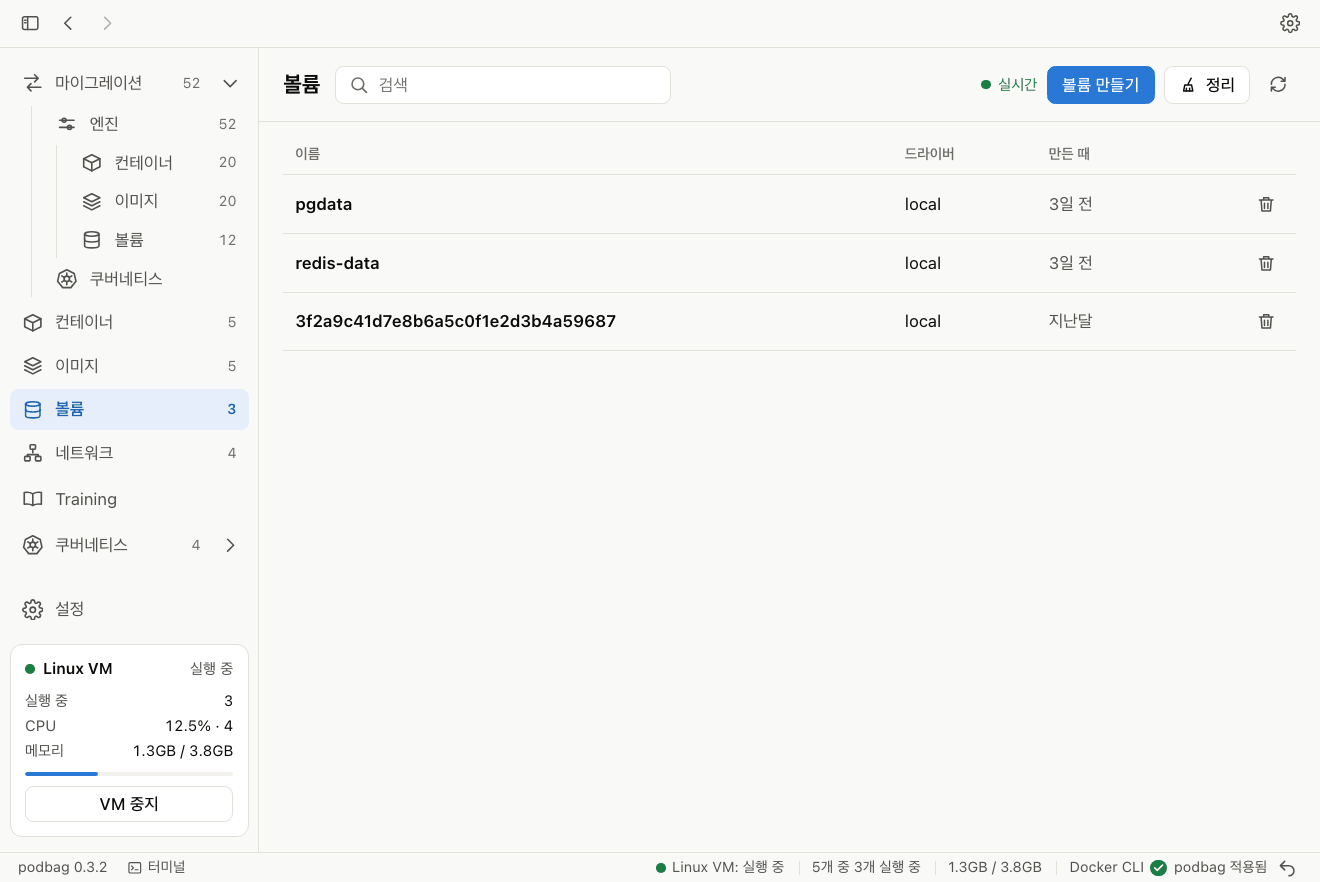 마이그레이션 52
엔진 52
컨테이너 20
이미지 20
볼륨 12
쿠버네티스
컨테이너 5
이미지 5
볼륨 3
네트워크 4
Training
쿠버네티스 4
설정
Linux VM 실행 중
실행 중 3
CPU 12.5% · 4
메모리 1.3GB / 3.8GB
VM 중지
볼륨 검색 실시간 볼륨 만들기 정리
이름 드라이버 만든 때
pgdata local 3일 전
redis-data local 3일 전
3f2a9c41d7e8b6a5c0f1e2d3b4a59687 local 지난달
podbag 0.3.2 터미널 Linux VM: 실행 중 5개 중 3개 실행 중 1.3GB / 3.8GB Docker CLI podbag 적용됨